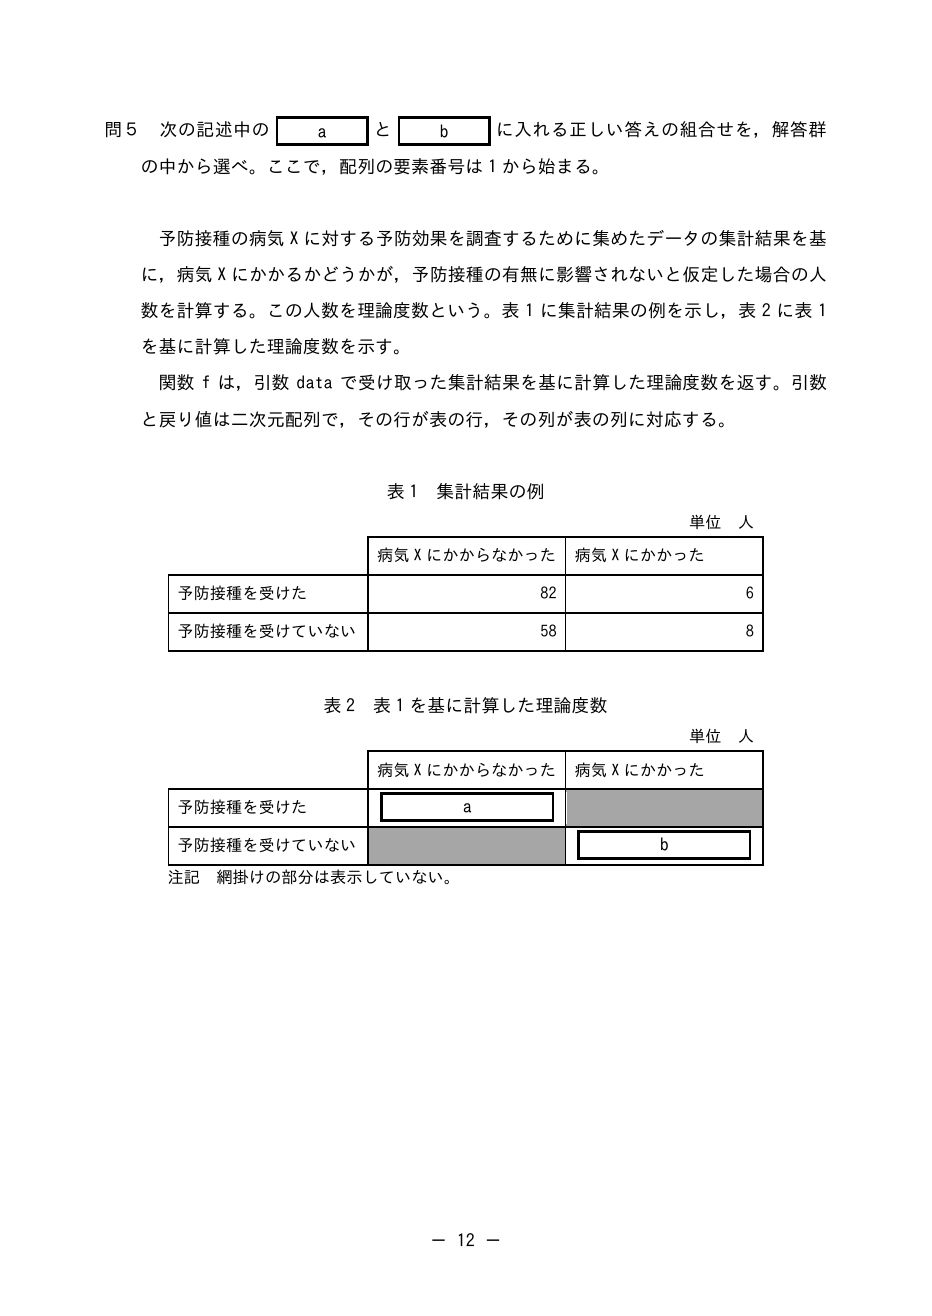 問5　次の記述中の a と b に入れる正しい答えの組合せを，解答群
の中から選べ。ここで，配列の要素番号は 1 から始まる。
予防接種の病気 X に対する予防効果を調査するために集めたデータの集計結果を基
に，病気 X にかかるかどうかが，予防接種の有無に影響されないと仮定した場合の人
数を計算する。この人数を理論度数という。表 1 に集計結果の例を示し，表 2 に表 1
を基に計算した理論度数を示す。
関数 f は，引数 data で受け取った集計結果を基に計算した理論度数を返す。引数
と戻り値は二次元配列で，その行が表の行，その列が表の列に対応する。
表 1　集計結果の例
単位　人
病気 X にかからなかった　病気 X にかかった
予防接種を受けた　82　6
予防接種を受けていない　58　8
表 2　表 1 を基に計算した理論度数
単位　人
病気 X にかからなかった　病気 X にかかった
予防接種を受けた　a
予防接種を受けていない　b
注記　網掛けの部分は表示していない。
－ 12 －